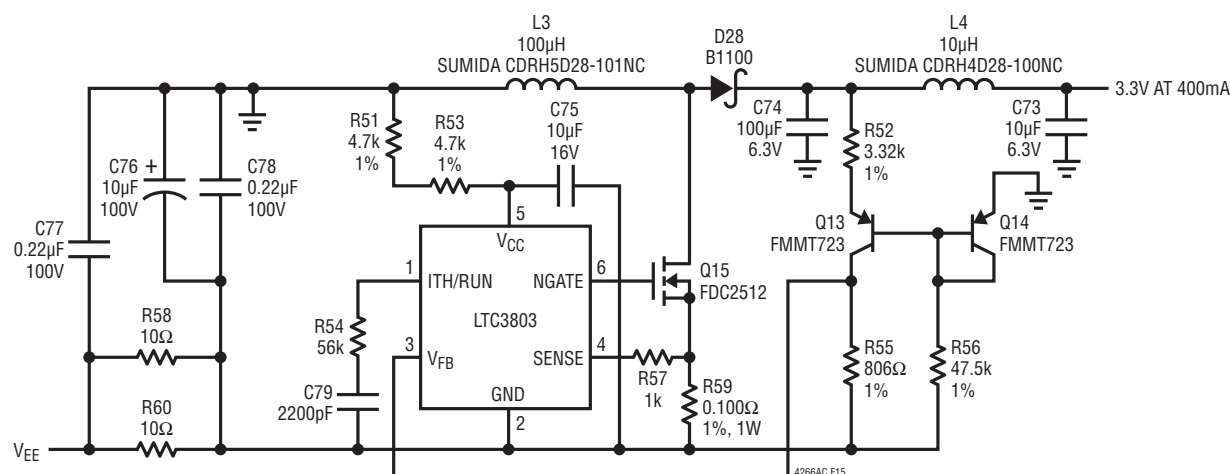 L3
100µH
SUMIDA CDRH5D28-101NC
D28
B1100
L4
10µH
SUMIDA CDRH4D28-100NC
3.3V AT 400mA
R51
4.7k
1%
R53
4.7k
1%
C75
10µF
16V
C74
100µF
6.3V
R52
3.32k
1%
C73
10µF
6.3V
C76
10µF
100V
+
C78
0.22µF
100V
C77
0.22µF
100V
5
VCC
Q13
FMMT723
Q14
FMMT723
1
ITH/RUN
NGATE
6
Q15
FDC2512
LTC3803
R58
10Ω
R54
56k
3
VFB
SENSE
4
R55
806Ω
1%
R56
47.5k
1%
R57
1k
R59
0.100Ω
1%, 1W
C79
2200pF
GND
2
R60
10Ω
VEE
4266AC F15